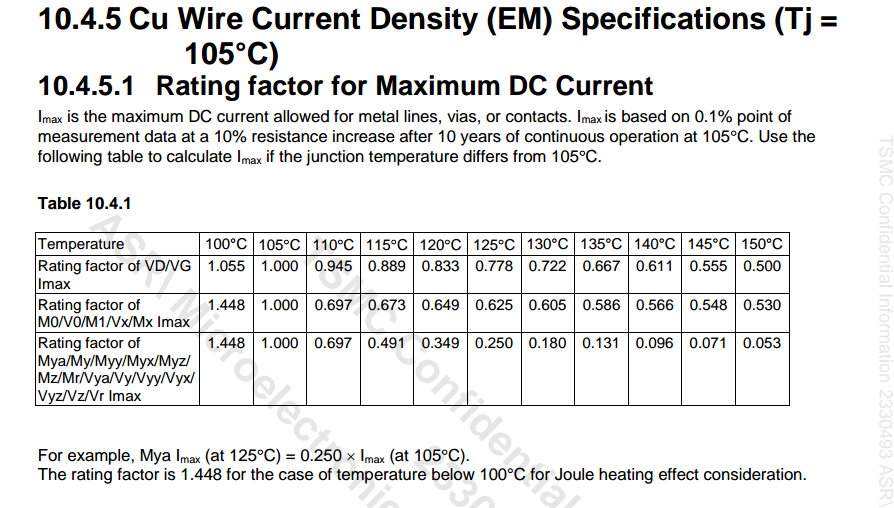 10.4.5 Cu Wire Current Density (EM) Specifications (Tj =
105°C)
10.4.5.1 Rating factor for Maximum DC Current
Imax is the maximum DC current allowed for metal lines, vias, or contacts. Imax is based on 0.1% point of
measurement data at a 10% resistance increase after 10 years of continuous operation at 105°C. Use the
following table to calculate Imax if the junction temperature differs from 105°C.
Table 10.4.1
Temperature 100°C 105°C 110°C 115°C 120°C 125°C 130°C 135°C 140°C 145°C 150°C
Rating factor of VD/VG 1.055 1.000 0.945 0.889 0.833 0.778 0.722 0.667 0.611 0.555 0.500
Imax
Rating factor of 1.448 1.000 0.697 0.673 0.649 0.625 0.605 0.586 0.566 0.548 0.530
M0/V0/M1/Vx/Mx Imax
Rating factor of 1.448 1.000 0.697 0.491 0.349 0.250 0.180 0.131 0.096 0.071 0.053
Mya/My/Myy/Myx/Myz/
Mz/Mr/Vya/Vy/Vyy/Vyx/
Vyz/Vz/Vr Imax
For example, Mya Imax (at 125°C) = 0.250 × Imax (at 105°C).
The rating factor is 1.448 for the case of temperature below 100°C for Joule heating effect consideration.
TSMC Confidential Information 2330493 ASR\
ASR\ Microelectronic
TSMC Confidential